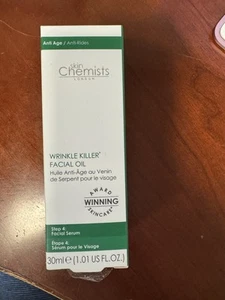 Anti Age / Anti-Rides
skin
Chemists
LONDON
WRINKLE KILLER*
FACIAL OIL
Huile Anti-Âge au Venin
de Serpent pour le visage
AWARD
WINNING
SKINCARE
Step 4:
Facial Serum
Étape 4:
Sérum pour le Visage
30ml e (1.01 US FL.OZ.)